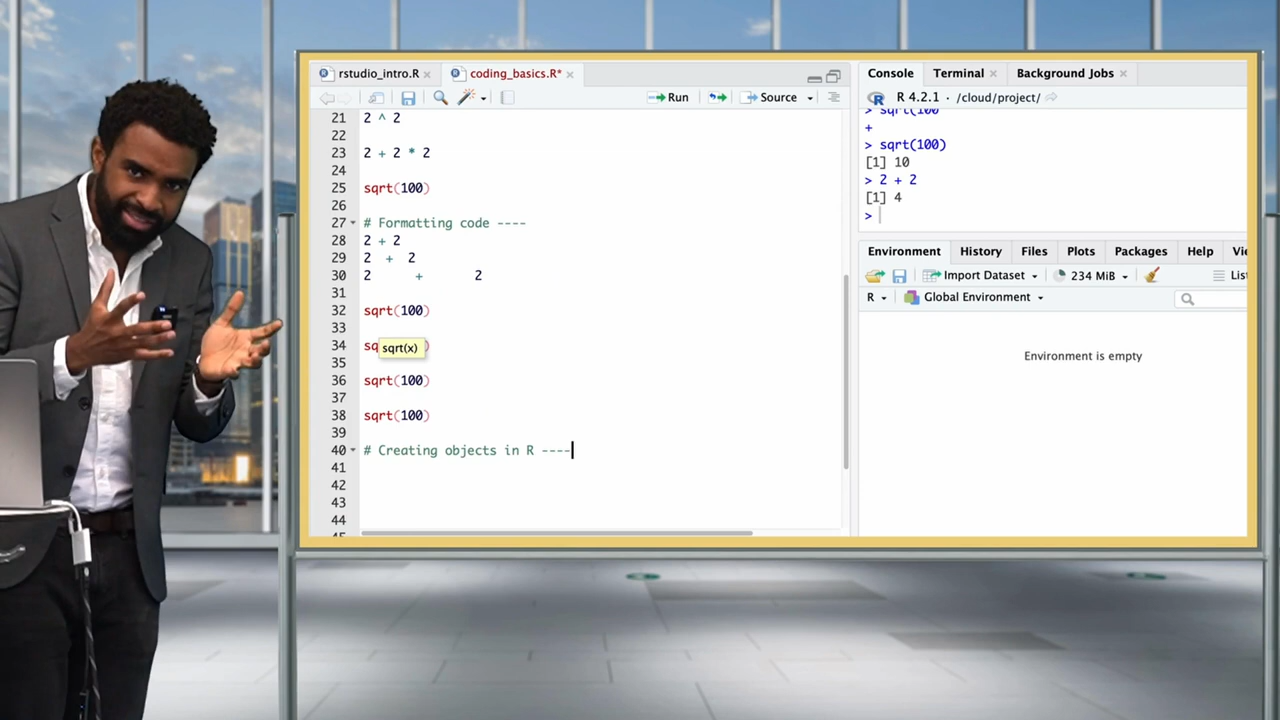 rstudio_intro.R
coding_basics.R*
Run
Source
21 2 ^ 2
22
23 2 + 2 * 2
24
25 sqrt(100)
26
27 # Formatting code ----
28 2 + 2
29 2  +  2
30 2      +       2
31
32 sqrt(100)
33
34 sq )
sqrt(x)
35
36 sqrt(100)
37
38 sqrt(100)
39
40 # Creating objects in R ----
41
42
43
44
Console Terminal Background Jobs
R 4.2.1 · /cloud/project/
> sqrt(100
+
> sqrt(100)
[1] 10
> 2 + 2
[1] 4
>
Environment History Files Plots Packages Help Vi
Import Dataset 234 MiB List
R Global Environment
Environment is empty